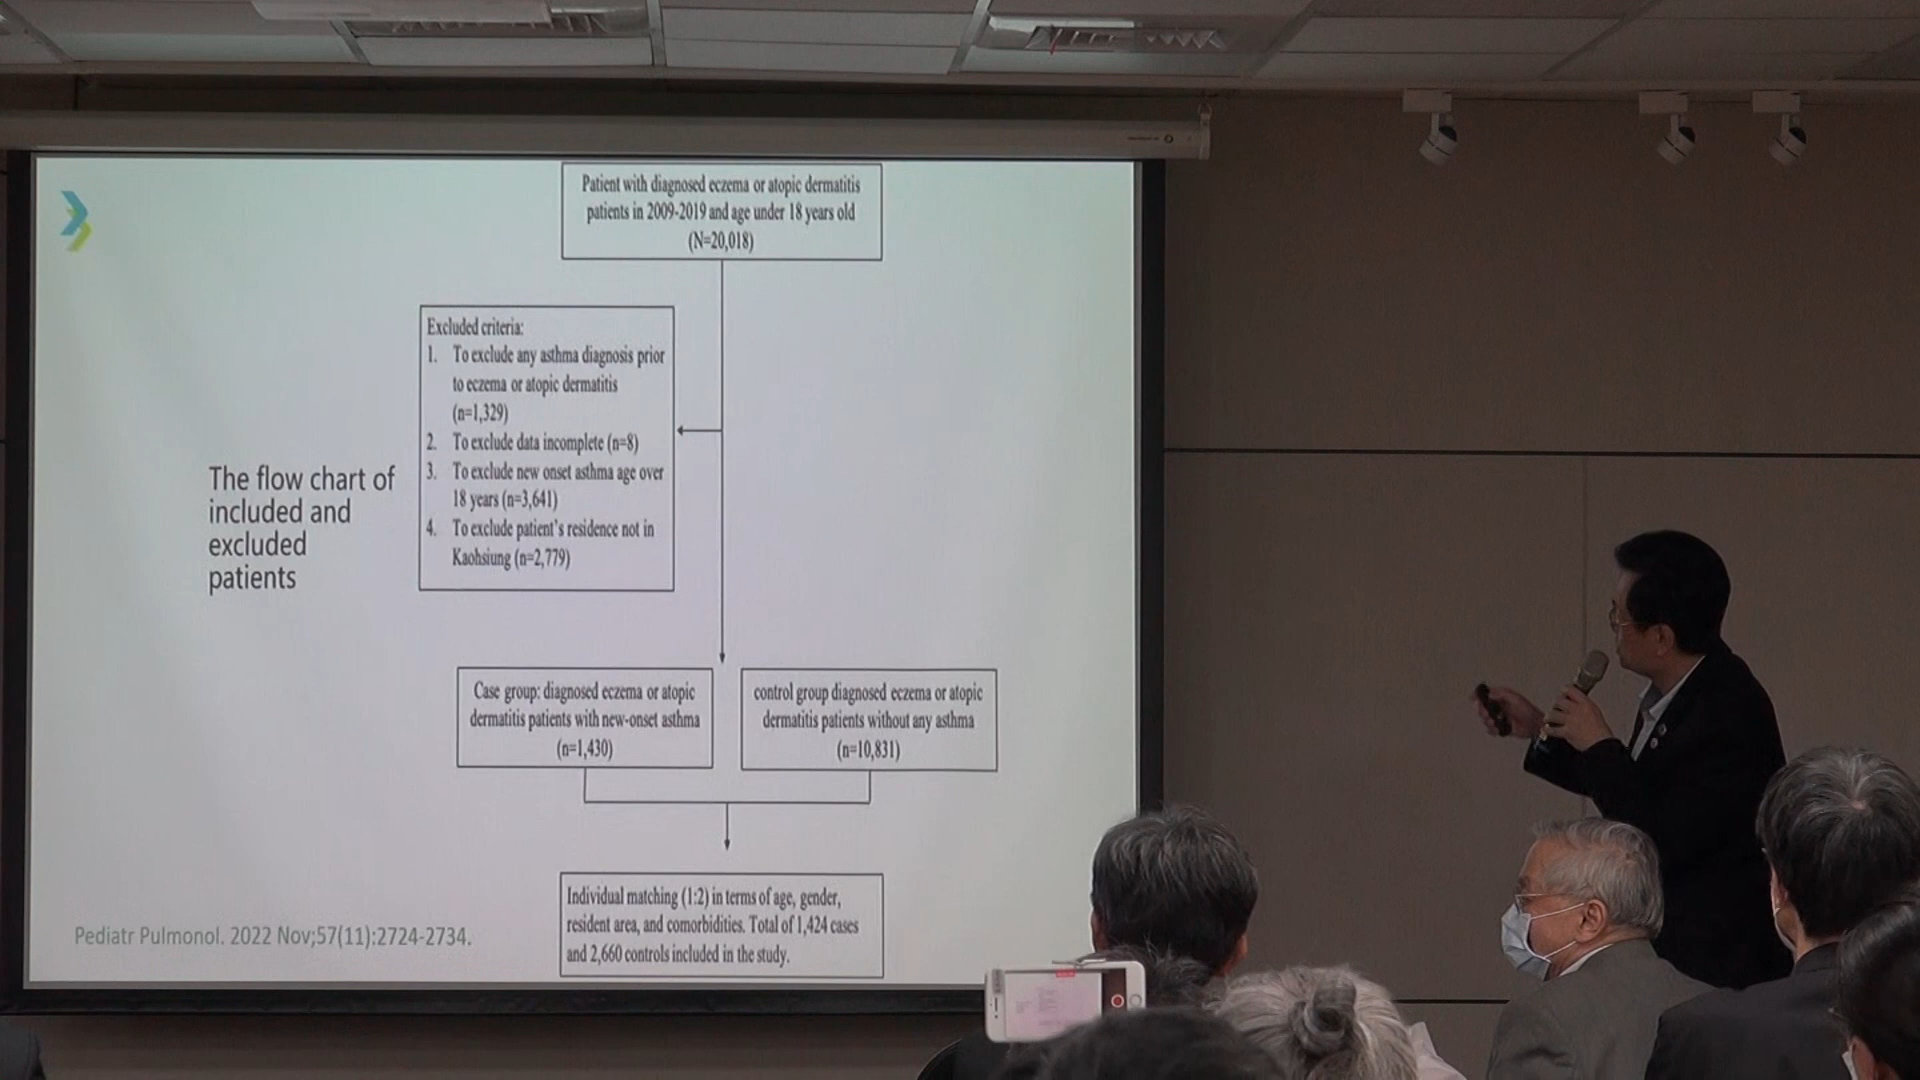 Patient with diagnosed eczema or atopic dermatitis
patients in 2009-2019 and age under 18 years old
(N=20,018)
Excluded criteria:
1. To exclude any asthma diagnosis prior
to eczema or atopic dermatitis
(n=1,329)
2. To exclude data incomplete (n=8)
3. To exclude new onset asthma age over
18 years (n=3,641)
4. To exclude patient's residence not in
Kaohsiung (n=2,779)
The flow chart of
included and
excluded
patients
Case group: diagnosed eczema or atopic
dermatitis patients with new-onset asthma
(n=1,430)
control group diagnosed eczema or atopic
dermatitis patients without any asthma
(n=10,831)
Individual matching (1:2) in terms of age, gender,
resident area, and comorbidities. Total of 1,424 cases
and 2,660 controls included in the study.
Pediatr Pulmonol. 2022 Nov;57(11):2724-2734.